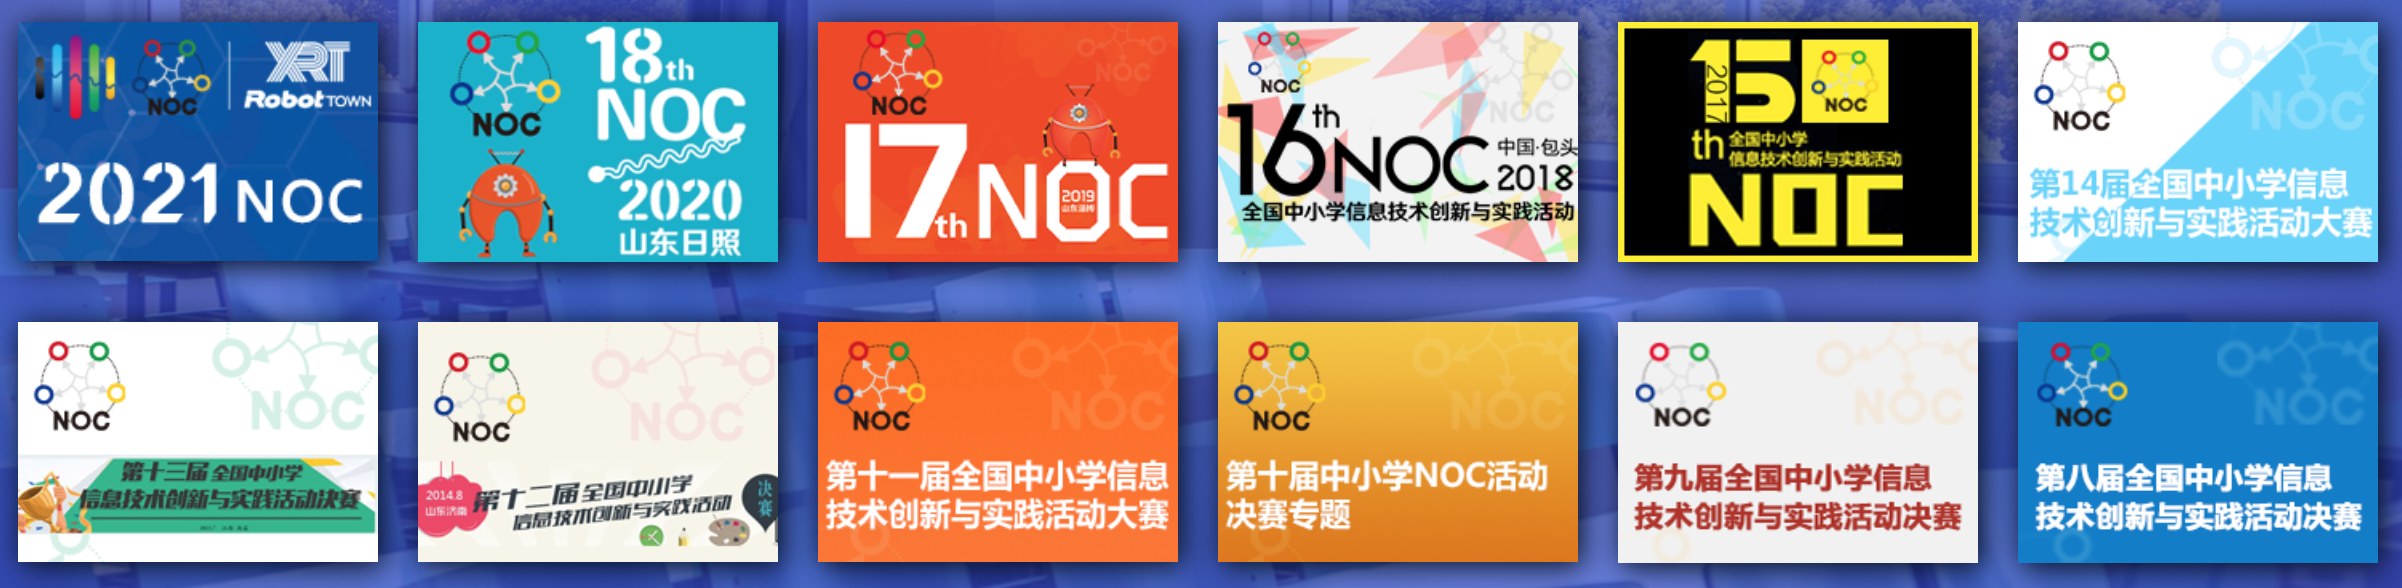 NOC
XRT
Robot TOWN
2021 NOC
NOC
18th
NOC
2020
山东日照
NOC
NOC
17th NOC
2019
NOC
NOC
16th NOC
中国·包头
2018
全国中小学信息技术创新与实践活动
15
2017
NOC
th 全国中小学
信息技术创新与实践活动
NOC
NOC
NOC
第14届全国中小学信息
技术创新与实践活动大赛
NOC
NOC
第十三届 全国中小学
信息技术创新与实践活动决赛
NOC
NOC
2014.8
山东济南
第十二届 全国中小学
信息技术创新与实践活动
决赛
NOC
NOC
第十一届全国中小学信息
技术创新与实践活动大赛
NOC
NOC
第十届中小学NOC活动
决赛专题
NOC
NOC
第九届全国中小学信息
技术创新与实践活动决赛
NOC
NOC
第八届全国中小学信息
技术创新与实践活动决赛